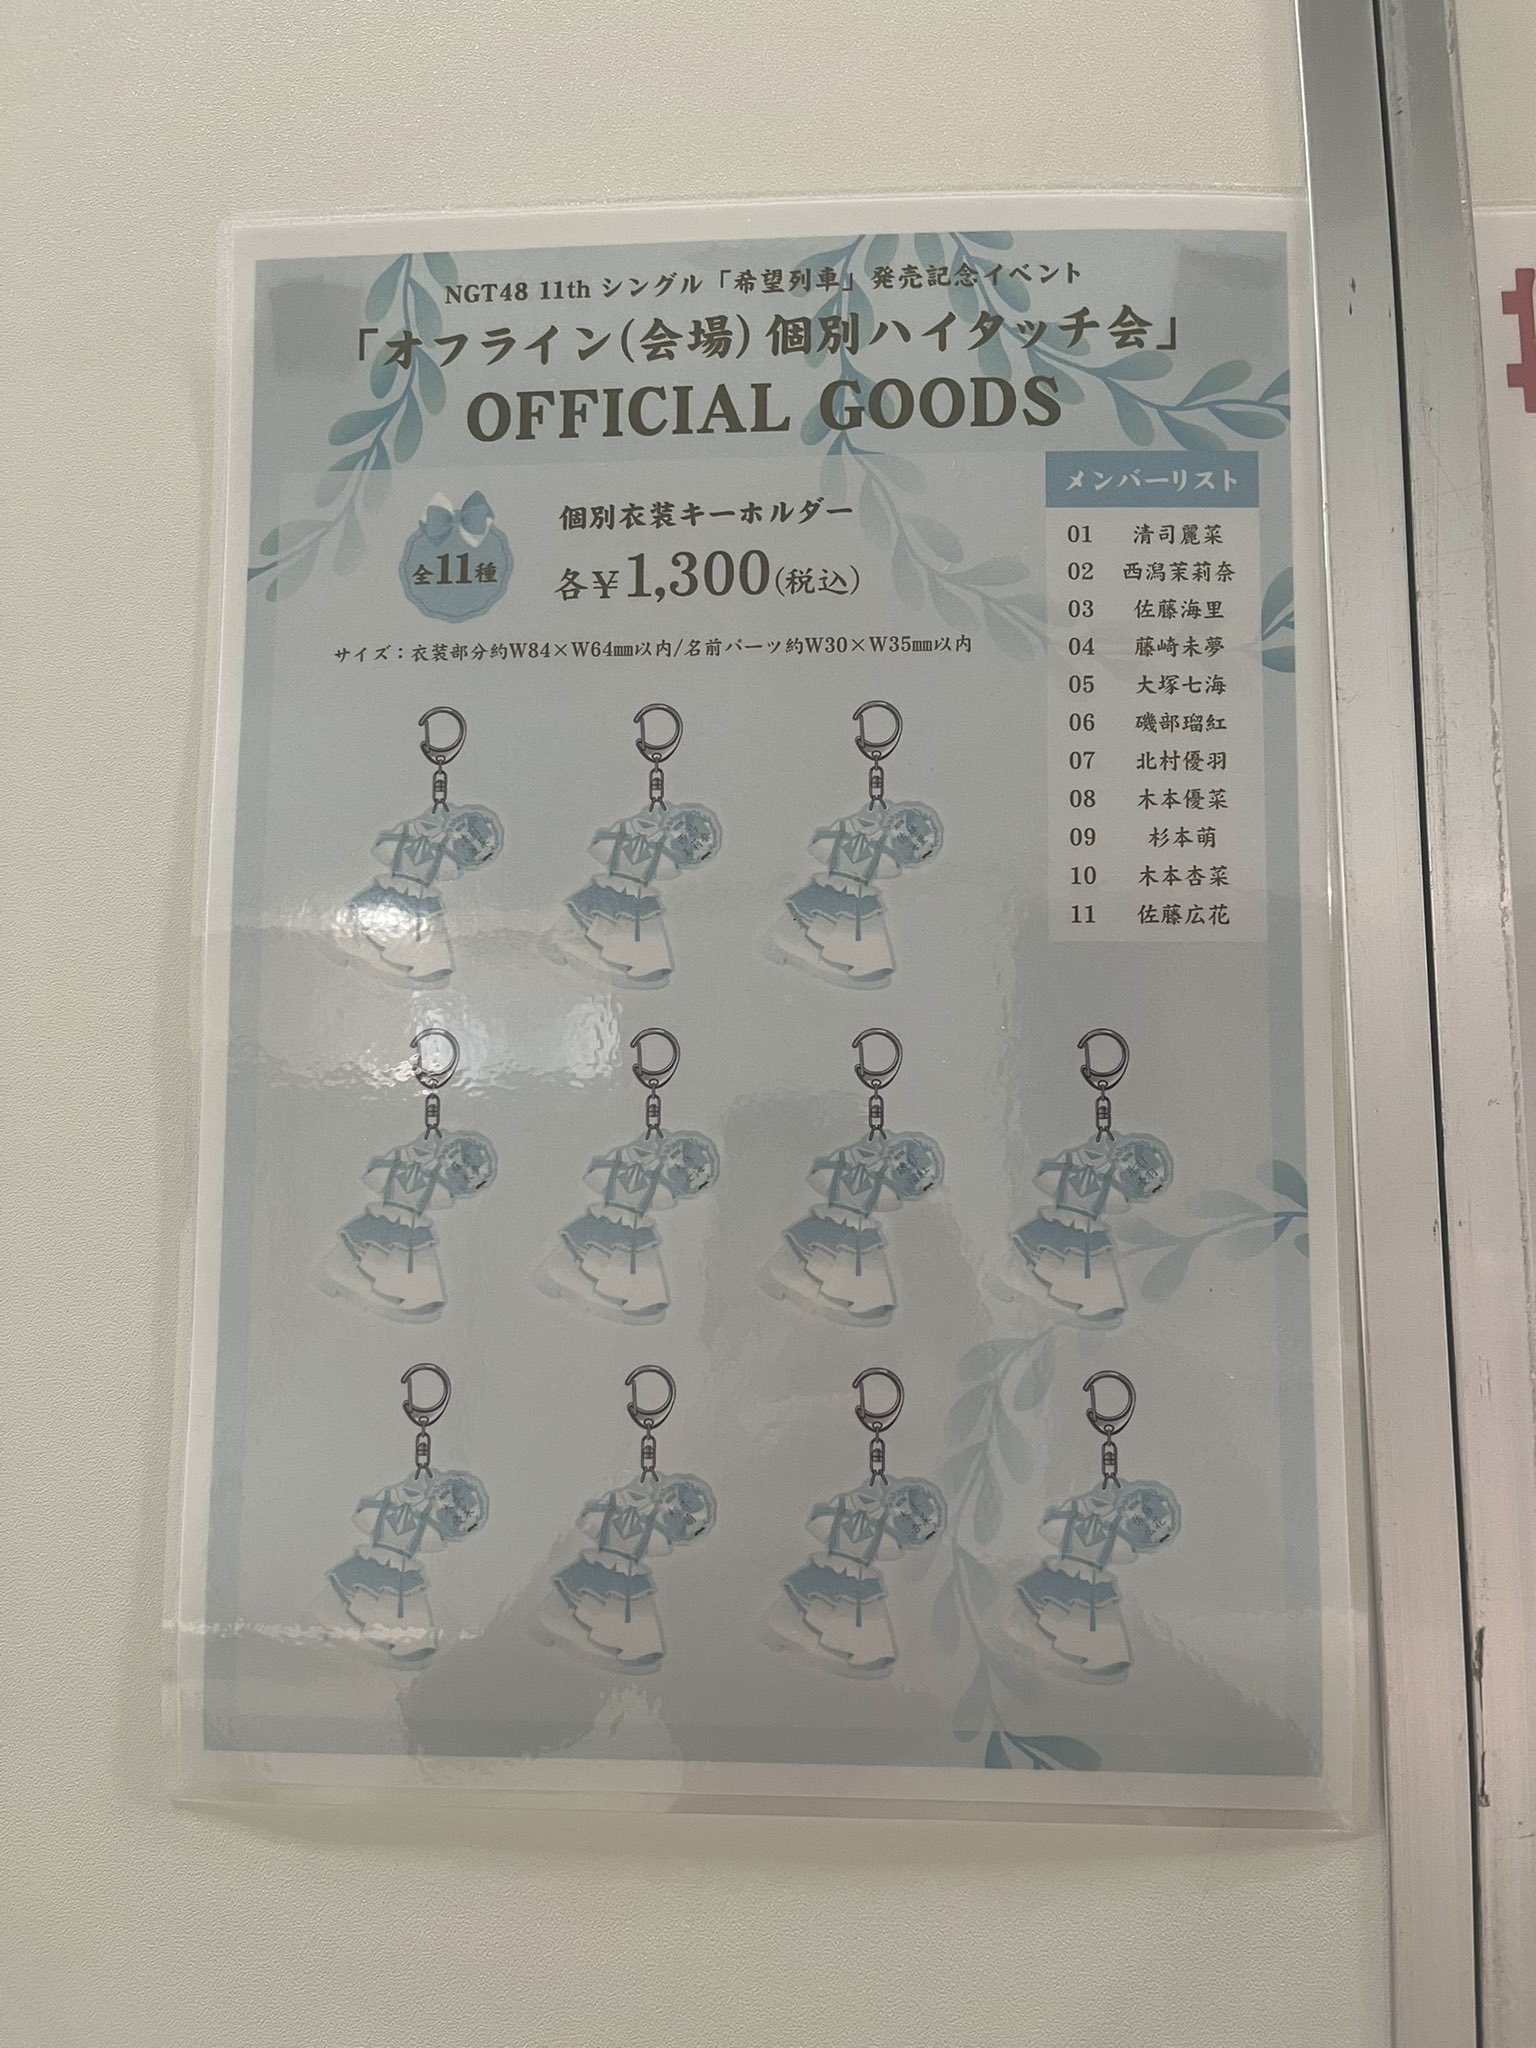 NGT48 11th シングル「希望列車」発売記念イベント
「オフライン(会場) 個別ハイタッチ会」
OFFICIAL GOODS
全11種
個別衣装キーホルダー
各¥1,300(税込)
サイズ：衣装部分約W84×W64㎜以内/名前パーツ約W30×W35㎜以内
メンバーリスト
01 清司麗菜
02 西潟茉莉奈
03 佐藤海里
04 藤崎未夢
05 大塚七海
06 磯部瑠紅
07 北村優羽
08 木本優菜
09 杉本萌
10 木本杏菜
11 佐藤広花